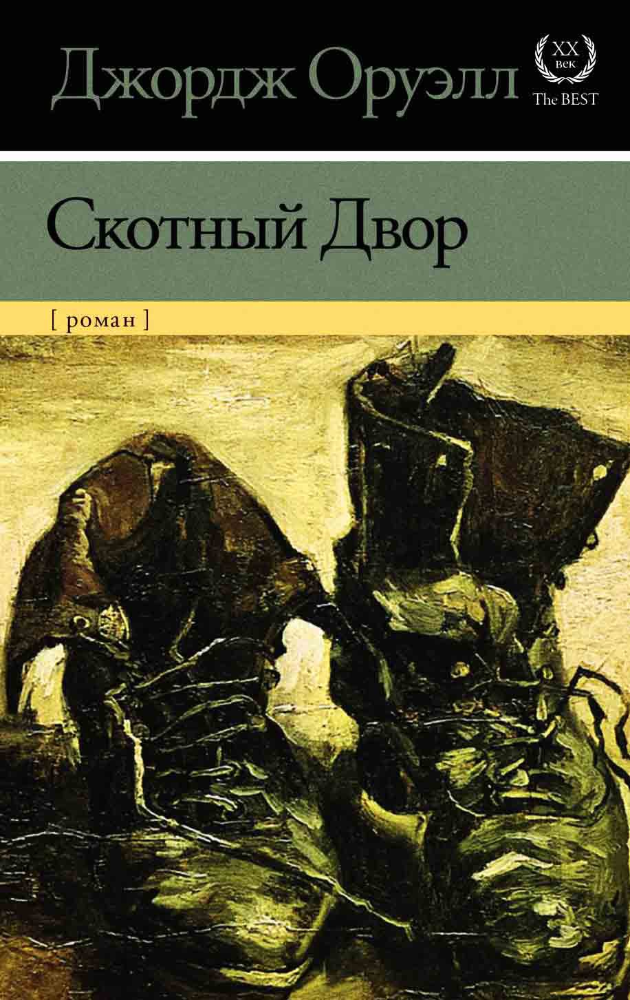 Джордж Оруэлл
XX
век
The BEST
Скотный Двор
[ роман ]